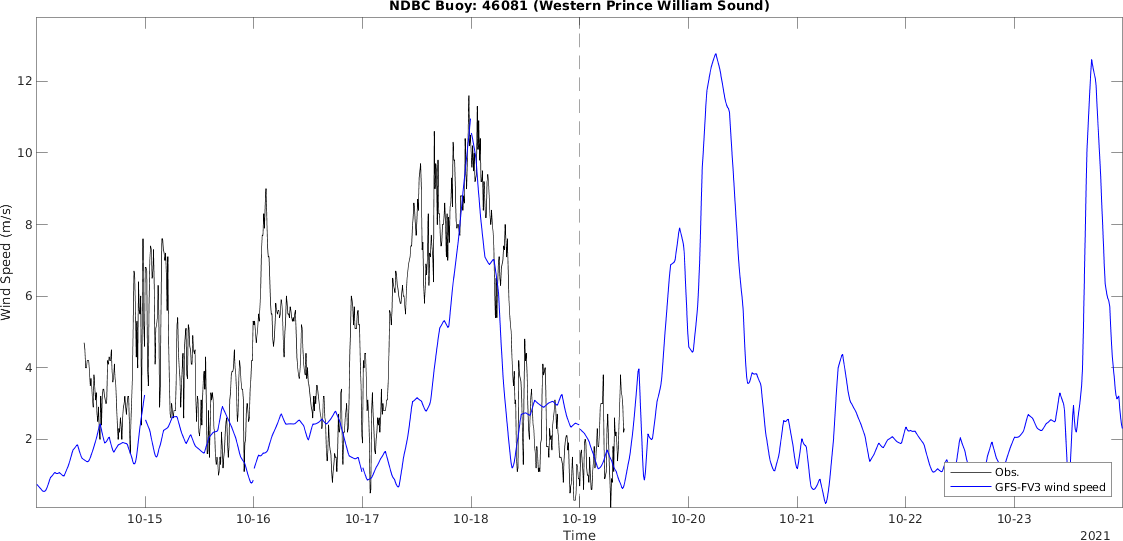 NDBC Buoy: 46081 (Western Prince William Sound)
12
10
8
6
4
2
Wind Speed (m/s)
Obs.
GFS-FV3 wind speed
10-15 10-16 10-17 10-18 10-19 10-20 10-21 10-22 10-23
Time
2021